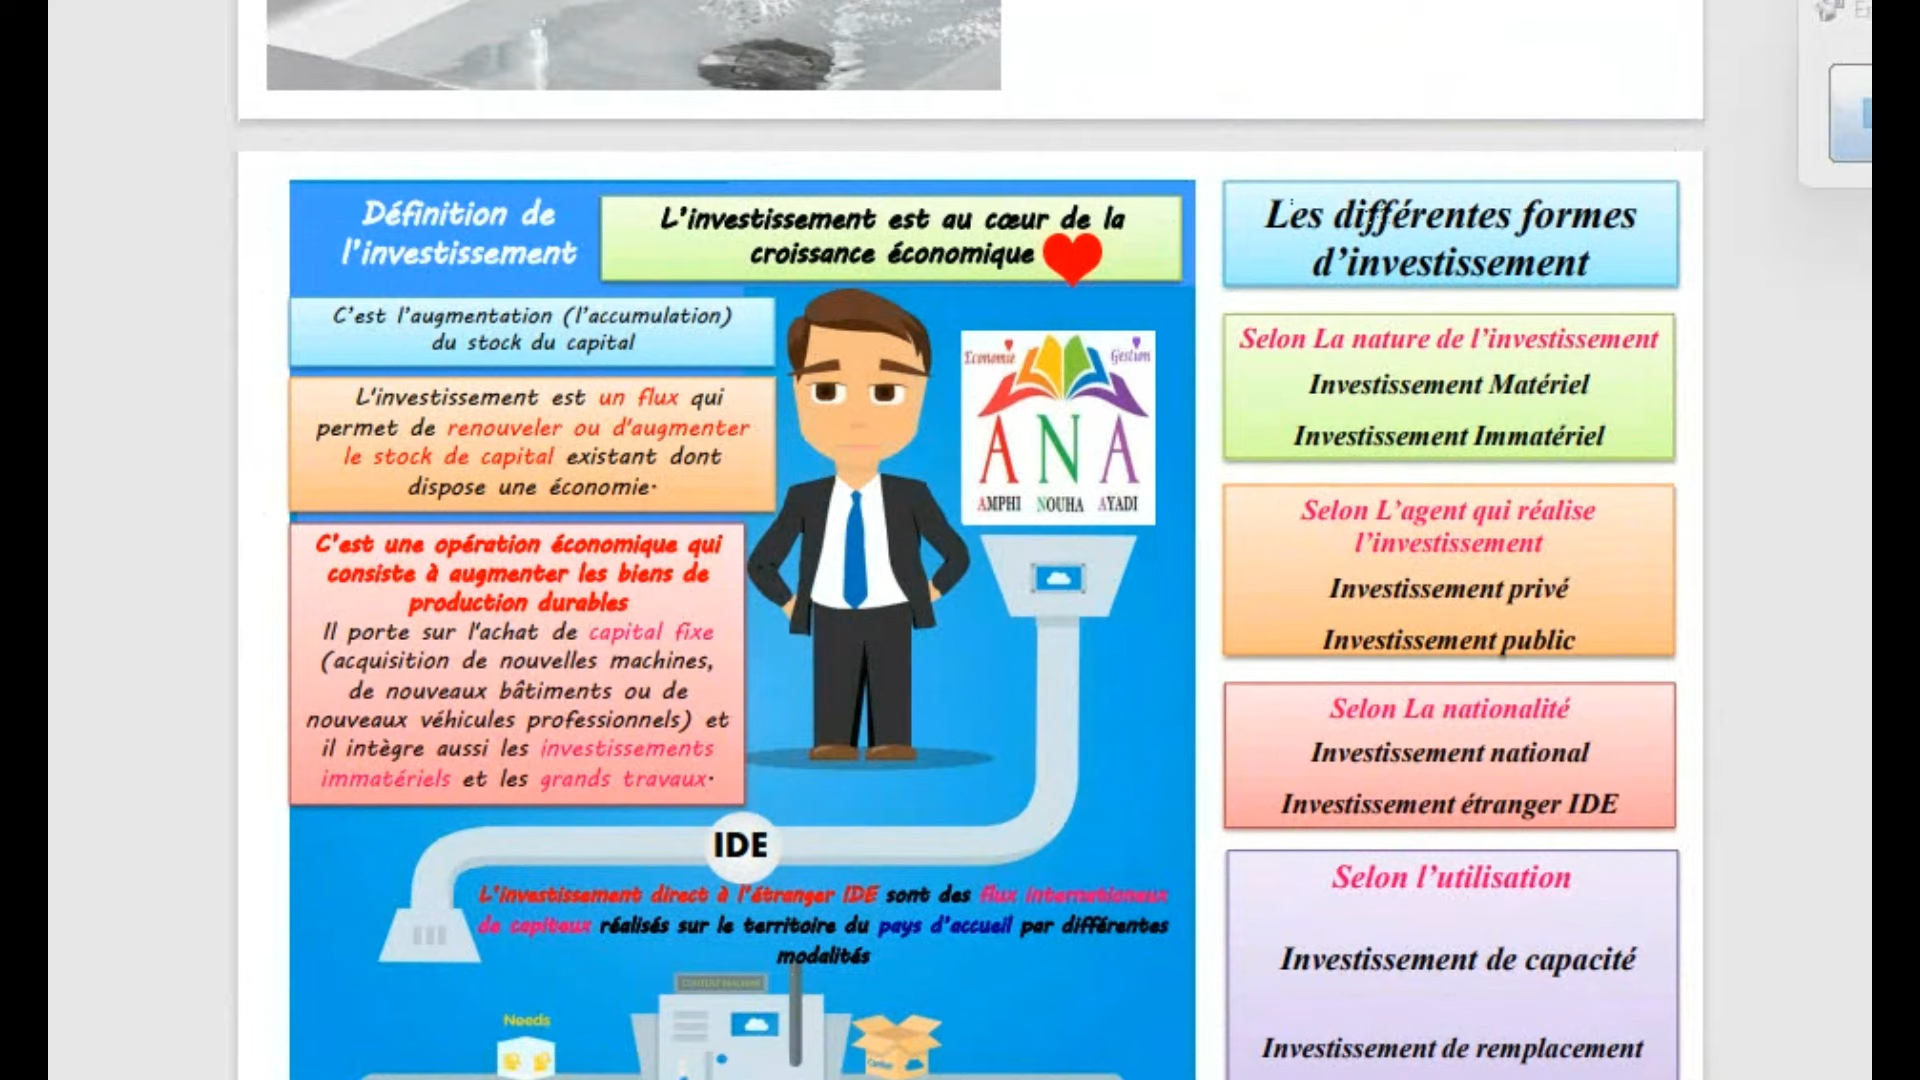 Définition de
l'investissement
L'investissement est au cœur de la
croissance économique
C'est l'augmentation (l'accumulation)
du stock du capital
L'investissement est un flux qui
permet de renouveler ou d'augmenter
le stock de capital existant dont
dispose une économie.
C'est une opération économique qui
consiste à augmenter les biens de
production durables
Il porte sur l'achat de capital fixe
(acquisition de nouvelles machines,
de nouveaux bâtiments ou de
nouveaux véhicules professionnels) et
il intègre aussi les investissements
immatériels et les grands travaux.
Economie Gestion
A N A
AMPHI NOUHA AYADI
IDE
L'investissement direct à l'étranger IDE sont des flux internationaux
de capitaux réalisés sur le territoire du pays d'accueil par différentes
modalités
Needs
Les différentes formes
d'investissement
Selon La nature de l'investissement
Investissement Matériel
Investissement Immatériel
Selon L'agent qui réalise
l'investissement
Investissement privé
Investissement public
Selon La nationalité
Investissement national
Investissement étranger IDE
Selon l'utilisation
Investissement de capacité
Investissement de remplacement